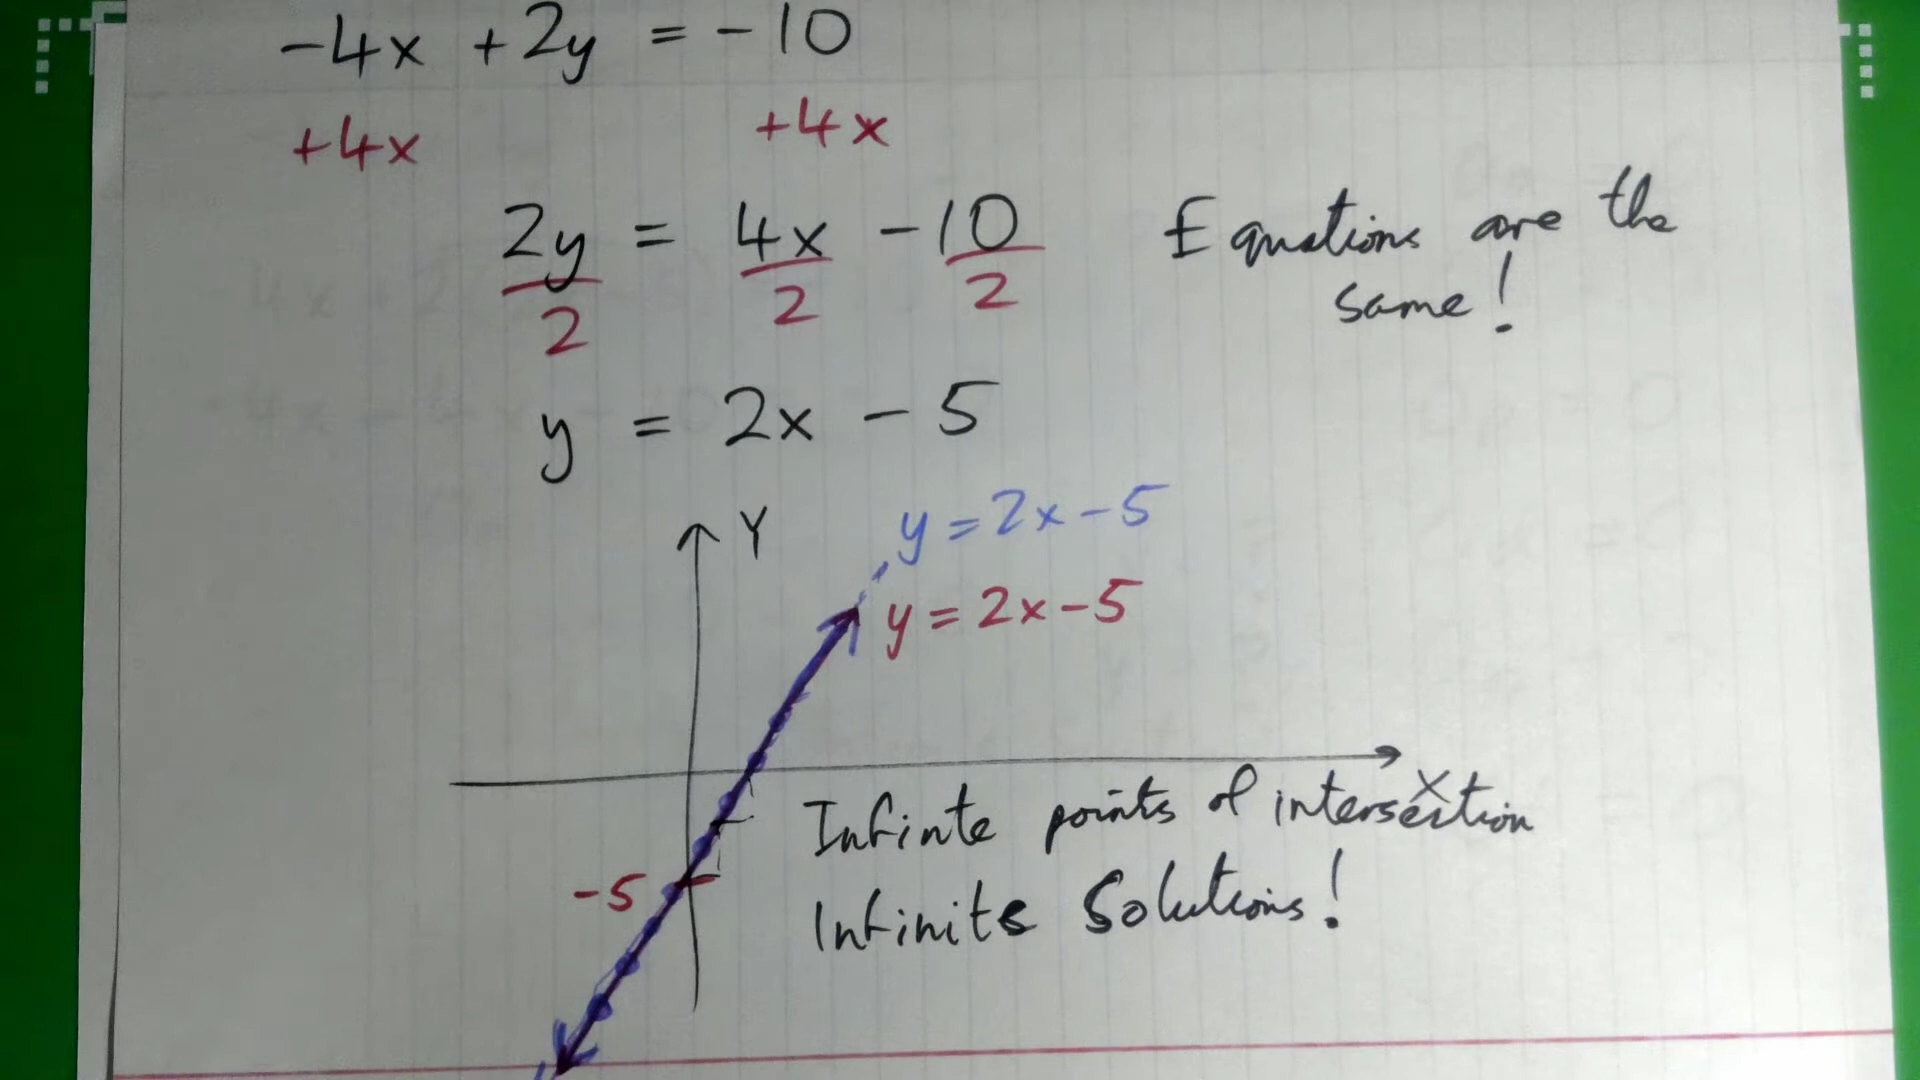 -4x + 2y = -10
+4x +4x
2y = 4x - 10
2 2 2
Equations are the
same!
y = 2x - 5
Y
y = 2x - 5
y = 2x - 5
X
Infinte points of intersection
-5
Infinite Solutions!